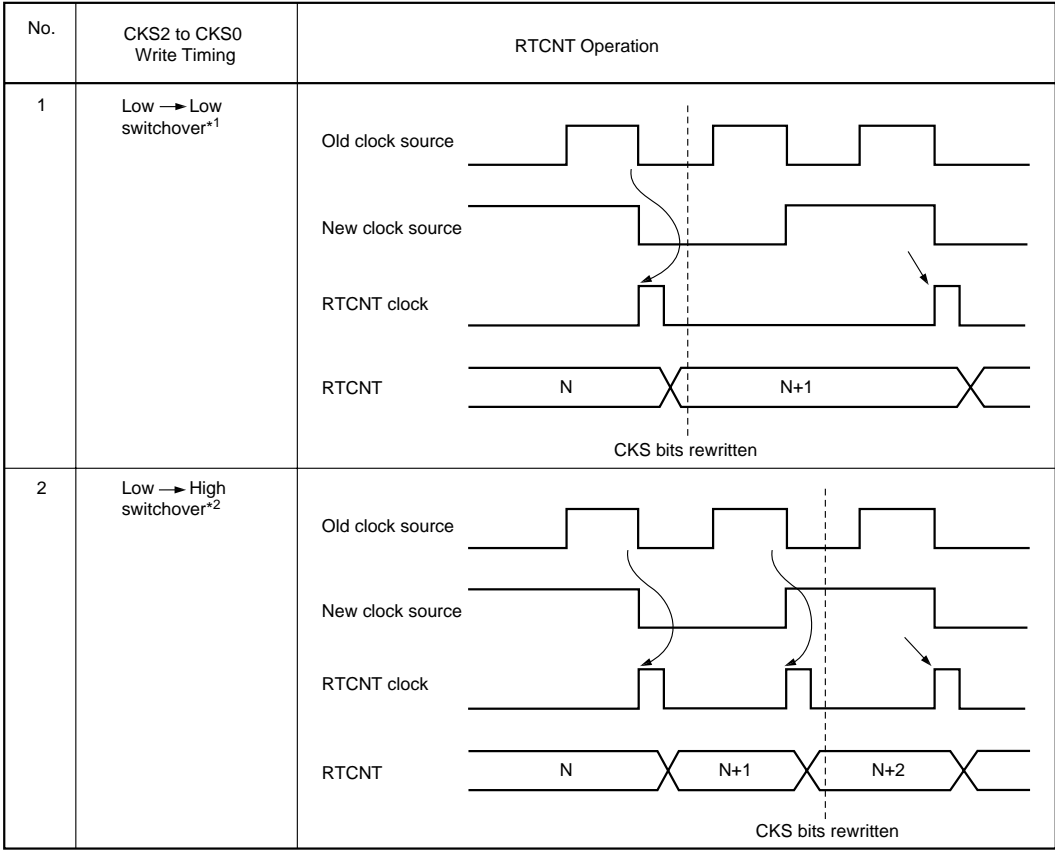 No.
CKS2 to CKS0
Write Timing
RTCNT Operation
1
Low → Low
switchover*1
Old clock source
New clock source
RTCNT clock
RTCNT
N
N+1
CKS bits rewritten
2
Low → High
switchover*2
Old clock source
New clock source
RTCNT clock
RTCNT
N
N+1
N+2
CKS bits rewritten